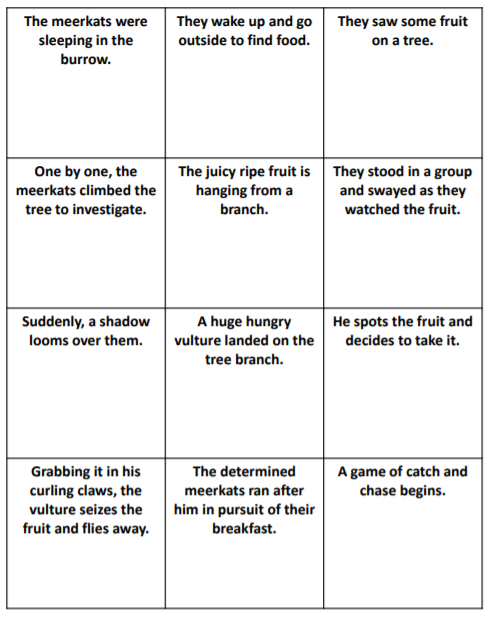 The meerkats were
sleeping in the
burrow.
They wake up and go
outside to find food.
They saw some fruit
on a tree.
One by one, the
meerkats climbed the
tree to investigate.
The juicy ripe fruit is
hanging from a
branch.
They stood in a group
and swayed as they
watched the fruit.
Suddenly, a shadow
looms over them.
A huge hungry
vulture landed on the
tree branch.
He spots the fruit and
decides to take it.
Grabbing it in his
curling claws, the
vulture seizes the
fruit and flies away.
The determined
meerkats ran after
him in pursuit of their
breakfast.
A game of catch and
chase begins.